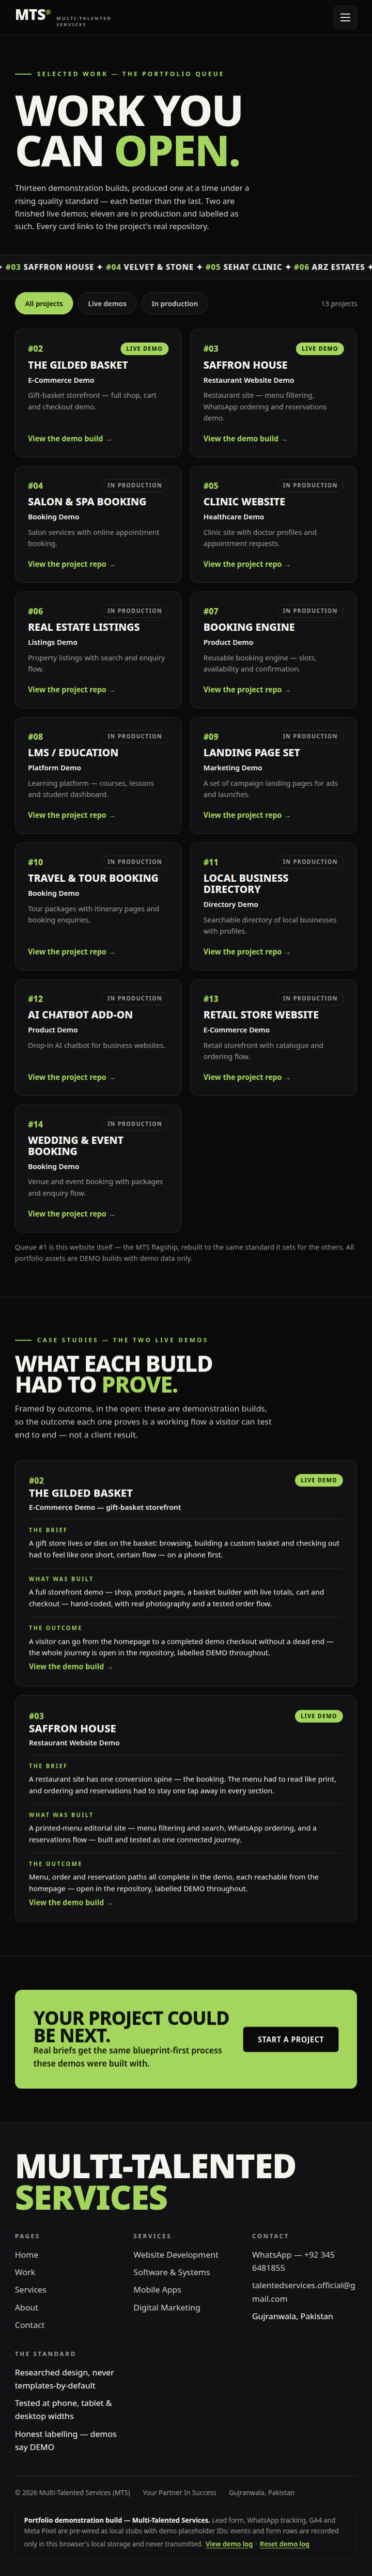 MTS®
MULTI-TALENTED
SERVICES
SELECTED WORK — THE PORTFOLIO QUEUE
WORK YOU
CAN OPEN.
Thirteen demonstration builds, produced one at a time under a
rising quality standard — each better than the last. Two are
finished live demos; eleven are in production and labelled as
such. Every card links to the project's real repository.
✦ #03 SAFFRON HOUSE ✦ #04 VELVET & STONE ✦ #05 SEHAT CLINIC ✦ #06 ARZ ESTATES ✦
All projects
Live demos
In production
13 projects
#02
LIVE DEMO
THE GILDED BASKET
E-Commerce Demo
Gift-basket storefront — full shop, cart
and checkout demo.
View the demo build →
#03
LIVE DEMO
SAFFRON HOUSE
Restaurant Website Demo
Restaurant site — menu filtering,
WhatsApp ordering and reservations
demo.
View the demo build →
#04
IN PRODUCTION
SALON & SPA BOOKING
Booking Demo
Salon services with online appointment
booking.
View the project repo →
#05
IN PRODUCTION
CLINIC WEBSITE
Healthcare Demo
Clinic site with doctor profiles and
appointment requests.
View the project repo →
#06
IN PRODUCTION
REAL ESTATE LISTINGS
Listings Demo
Property listings with search and enquiry
flow.
View the project repo →
#07
IN PRODUCTION
BOOKING ENGINE
Product Demo
Reusable booking engine — slots,
availability and confirmation.
View the project repo →
#08
IN PRODUCTION
LMS / EDUCATION
Platform Demo
Learning platform — courses, lessons
and student dashboard.
View the project repo →
#09
IN PRODUCTION
LANDING PAGE SET
Marketing Demo
A set of campaign landing pages for ads
and launches.
View the project repo →
#10
IN PRODUCTION
TRAVEL & TOUR BOOKING
Booking Demo
Tour packages with itinerary pages and
booking enquiries.
View the project repo →
#11
IN PRODUCTION
LOCAL BUSINESS
DIRECTORY
Directory Demo
Searchable directory of local businesses
with profiles.
View the project repo →
#12
IN PRODUCTION
AI CHATBOT ADD-ON
Product Demo
Drop-in AI chatbot for business websites.
View the project repo →
#13
IN PRODUCTION
RETAIL STORE WEBSITE
E-Commerce Demo
Retail storefront with catalogue and
ordering flow.
View the project repo →
#14
IN PRODUCTION
WEDDING & EVENT
BOOKING
Booking Demo
Venue and event booking with packages
and enquiry flow.
View the project repo →
Queue #1 is this website itself — the MTS flagship, rebuilt to the same standard it sets for the others. All
portfolio assets are DEMO builds with demo data only.
CASE STUDIES — THE TWO LIVE DEMOS
WHAT EACH BUILD
HAD TO PROVE.
Framed by outcome, in the open: these are demonstration builds,
so the outcome each one proves is a working flow a visitor can test
end to end — not a client result.
#02
LIVE DEMO
THE GILDED BASKET
E-Commerce Demo — gift-basket storefront
THE BRIEF
A gift store lives or dies on the basket: browsing, building a custom basket and checking out
had to feel like one short, certain flow — on a phone first.
WHAT WAS BUILT
A full storefront demo — shop, product pages, a basket builder with live totals, cart and
checkout — hand-coded, with real photography and a tested order flow.
THE OUTCOME
A visitor can go from the homepage to a completed demo checkout without a dead end —
the whole journey is open in the repository, labelled DEMO throughout.
View the demo build →
#03
LIVE DEMO
SAFFRON HOUSE
Restaurant Website Demo
THE BRIEF
A restaurant site has one conversion spine — the booking. The menu had to read like print,
and ordering and reservations had to stay one tap away in every section.
WHAT WAS BUILT
A printed-menu editorial site — menu filtering and search, WhatsApp ordering, and a
reservations flow — built and tested as one connected journey.
THE OUTCOME
Menu, order and reservation paths all complete in the demo, each reachable from the
homepage — open in the repository, labelled DEMO throughout.
View the demo build →
YOUR PROJECT COULD
BE NEXT.
Real briefs get the same blueprint-first process
these demos were built with.
START A PROJECT
MULTI-TALENTED
SERVICES
PAGES
Home
Work
Services
About
Contact
SERVICES
Website Development
Software & Systems
Mobile Apps
Digital Marketing
CONTACT
WhatsApp — +92 345
6481855
talentedservices.official@g
mail.com
Gujranwala, Pakistan
THE STANDARD
Researched design, never
templates-by-default
Tested at phone, tablet &
desktop widths
Honest labelling — demos
say DEMO
© 2026 Multi-Talented Services (MTS)
Your Partner In Success
Gujranwala, Pakistan
Portfolio demonstration build — Multi-Talented Services. Lead form, WhatsApp tracking, GA4 and
Meta Pixel are pre-wired as local stubs with demo placeholder IDs: events and form rows are recorded
only in this browser's local storage and never transmitted. View demo log · Reset demo log